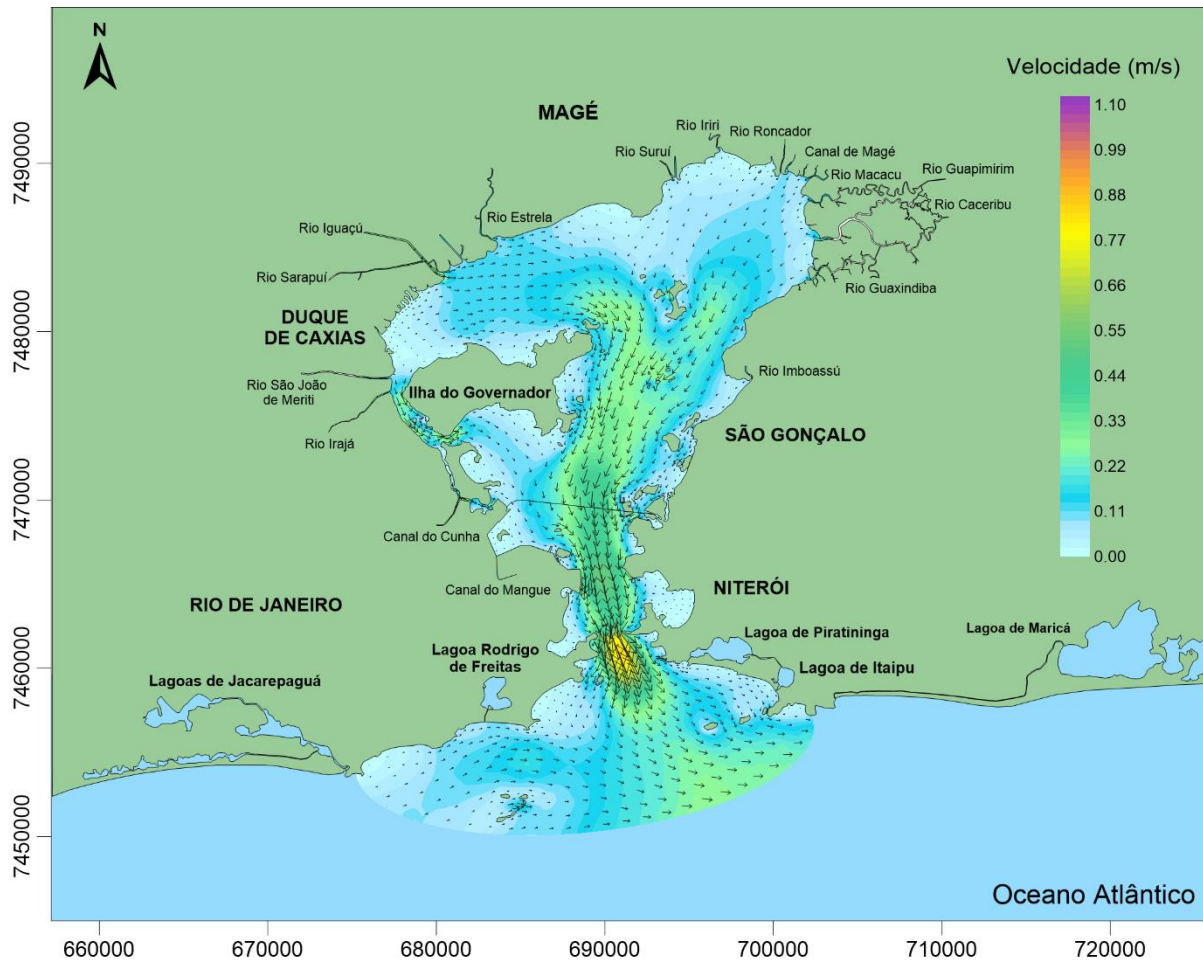 N
Velocidade (m/s)
1.10
0.99
0.88
0.77
0.66
0.55
0.44
0.33
0.22
0.11
0.00
MAGÉ
Rio Iriri
Rio Roncador
Rio Suruí
Canal de Magé
Rio Macacu
Rio Guapimirim
Rio Caceribu
Rio Estrela
Rio Iguaçú
Rio Sarapuí
Rio Guaxindiba
DUQUE
DE CAXIAS
Rio São João
de Meriti
Ilha do Governador
Rio Imboassú
Rio Irajá
SÃO GONÇALO
Canal do Cunha
Canal do Mangue
NITERÓI
RIO DE JANEIRO
Lagoa Rodrigo
de Freitas
Lagoa de Piratininga
Lagoa de Maricá
Lagoa de Itaipu
Lagoas de Jacarepaguá
Oceano Atlântico
7490000
7480000
7470000
7460000
7450000
660000
670000
680000
690000
700000
710000
720000